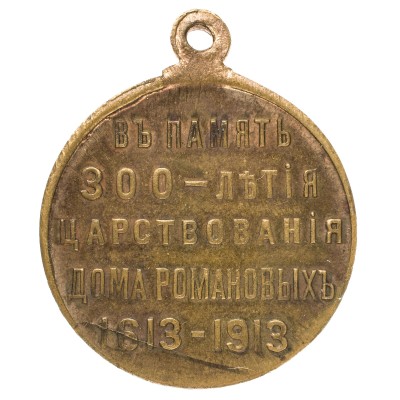 ВЪ ПАМЯТЬ
300-ЛѢТІЯ
ЦАРСТВОВАНІЯ
ДОМА РОМАНОВЫХЪ
1613-1913